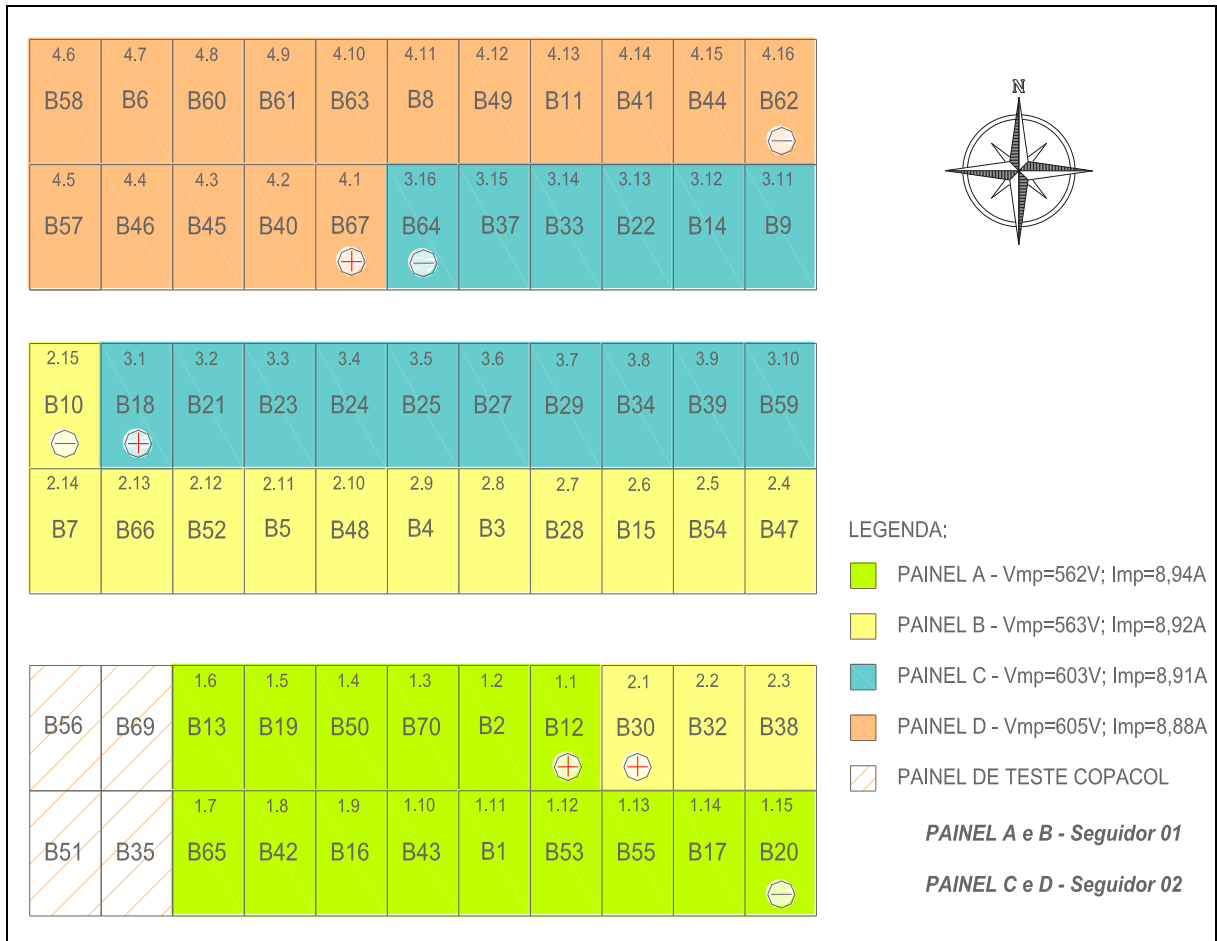 N
4.6 4.7 4.8 4.9 4.10 4.11 4.12 4.13 4.14 4.15 4.16
B58 B6 B60 B61 B63 B8 B49 B11 B41 B44 B62
4.5 4.4 4.3 4.2 4.1 3.16 3.15 3.14 3.13 3.12 3.11
B57 B46 B45 B40 B67 B64 B37 B33 B22 B14 B9
2.15 3.1 3.2 3.3 3.4 3.5 3.6 3.7 3.8 3.9 3.10
B10 B18 B21 B23 B24 B25 B27 B29 B34 B39 B59
2.14 2.13 2.12 2.11 2.10 2.9 2.8 2.7 2.6 2.5 2.4
B7 B66 B52 B5 B48 B4 B3 B28 B15 B54 B47
1.6 1.5 1.4 1.3 1.2 1.1 2.1 2.2 2.3
B56 B69 B13 B19 B50 B70 B2 B12 B30 B32 B38
1.7 1.8 1.9 1.10 1.11 1.12 1.13 1.14 1.15
B51 B35 B65 B42 B16 B43 B1 B53 B55 B17 B20
LEGENDA:
PAINEL A - Vmp=562V; Imp=8,94A
PAINEL B - Vmp=563V; Imp=8,92A
PAINEL C - Vmp=603V; Imp=8,91A
PAINEL D - Vmp=605V; Imp=8,88A
PAINEL DE TESTE COPACOL
PAINEL A e B - Seguidor 01
PAINEL C e D - Seguidor 02